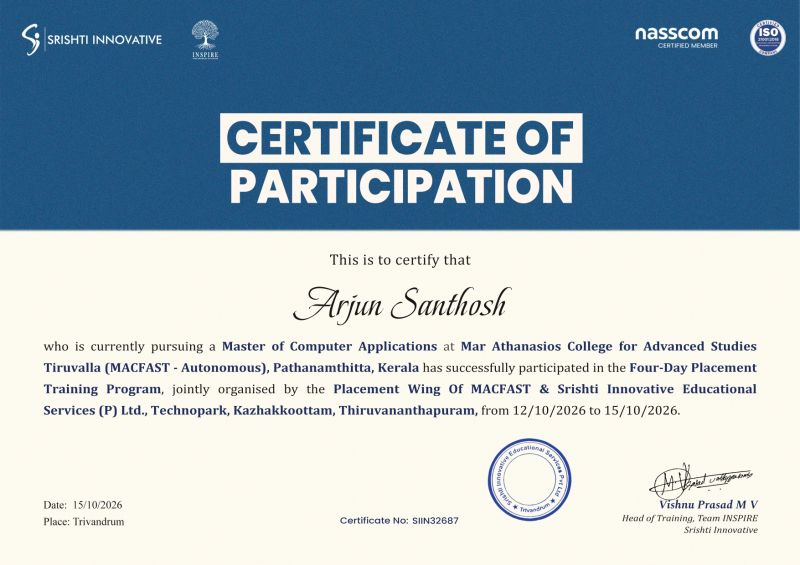 SRISHTI INNOVATIVE
INSPIRE
nasscom
CERTIFIED MEMBER
CERTIFIED
ISO
CERTIFICATE OF
PARTICIPATION
This is to certify that
Arjun Santhosh
who is currently pursuing a Master of Computer Applications at Mar Athanasios College for Advanced Studies
Tiruvalla (MACFAST - Autonomous), Pathanamthitta, Kerala has successfully participated in the Four-Day Placement
Training Program, jointly organised by the Placement Wing Of MACFAST & Srishti Innovative Educational
Services (P) Ltd., Technopark, Kazhakkoottam, Thiruvananthapuram, from 12/10/2026 to 15/10/2026.
Srishti Innovative Educational Services Pvt Ltd
Trivandrum
Date: 15/10/2026
Place: Trivandrum
Certificate No: SIIN32687
Vishnu Prasad M V
Head of Training, Team INSPIRE
Srishti Innovative